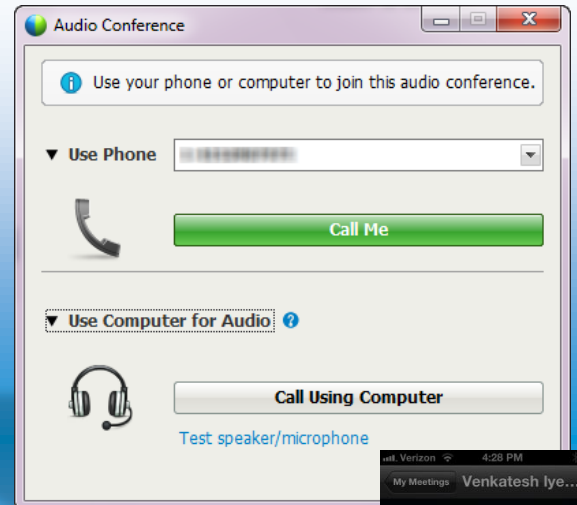 Audio Conference
Use your phone or computer to join this audio conference.
Use Phone
Call Me
Use Computer for Audio
Call Using Computer
Test speaker/microphone
Verizon 4:28 PM
My Meetings Venkatesh Iye...